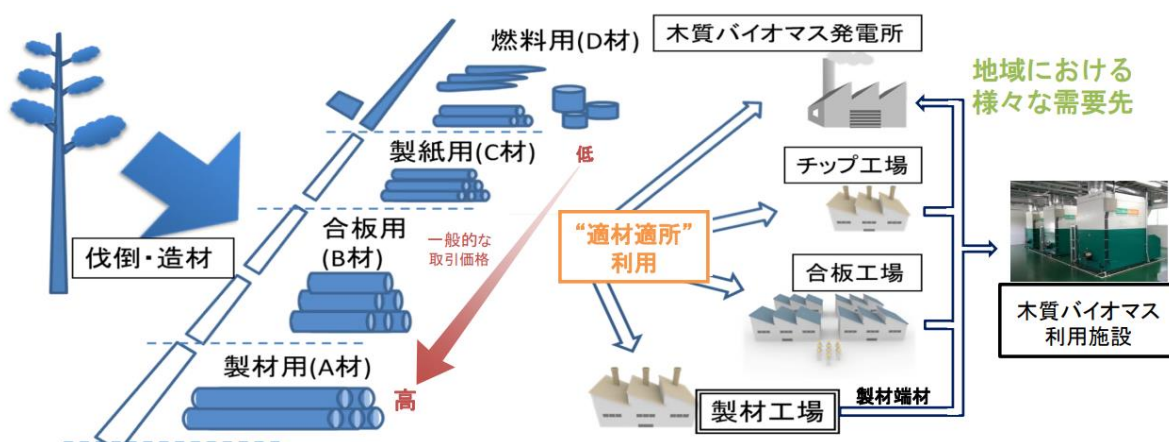 燃料用(D材)
木質バイオマス発電所
地域における
様々な需要先
製紙用(C材)
低
チップ工場
伐倒・造材
合板用
(B材)
一般的な
取引価格
“適材適所”
利用
合板工場
木質バイオマス
利用施設
製材用(A材)
高
製材工場
製材端材